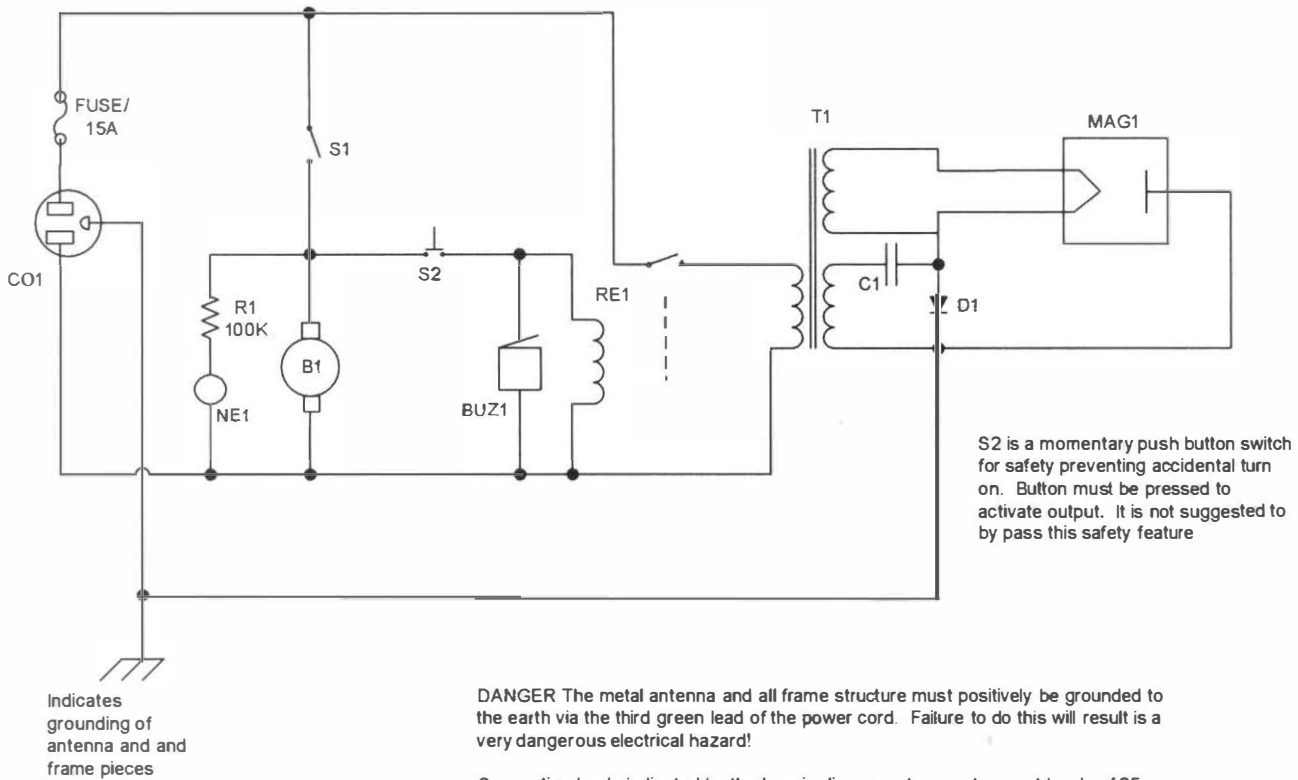 FUSE/
15A
S1
T1
MAG1
CO1
S2
R1
100K
RE1
C1
D1
B1
NE1
BUZ1
S2 is a momentary push button switch
for safety preventing accidental turn
on. Button must be pressed to
activate output. It is not suggested to
by pass this safety feature
Indicates
grounding of
antenna and and
frame pieces
DANGER The metal antenna and all frame structure must positively be grounded to
the earth via the third green lead of the power cord. Failure to do this will result is a
very dangerous electrical hazard!